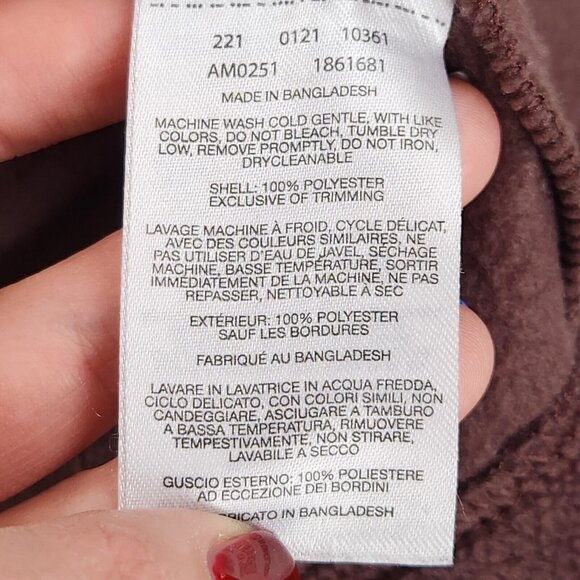 221 0121 10361
AM0251 1861681
MADE IN BANGLADESH
MACHINE WASH COLD GENTLE, WITH LIKE
COLORS, DO NOT BLEACH, TUMBLE DRY
LOW, REMOVE PROMPTLY, DO NOT IRON,
DRYCLEANABLE
SHELL: 100% POLYESTER
EXCLUSIVE OF TRIMMING
LAVAGE MACHINE À FROID, CYCLE DÉLICAT,
AVEC DES COULEURS SIMILAIRES, NE
PAS UTILISER D'EAU DE JAVEL, SÉCHAGE
MACHINE, BASSE TEMPÉRATURE, SORTIR
IMMÉDIATEMENT DE LA MACHINE, NE PAS
REPASSER, NETTOYABLE À SEC
EXTÉRIEUR: 100% POLYESTER
SAUF LES BORDURES
FABRIQUÉ AU BANGLADESH
LAVARE IN LAVATRICE IN ACQUA FREDDA,
CICLO DELICATO, CON COLORI SIMILI, NON
CANDEGGIARE, ASCIUGARE A TAMBURO
A BASSA TEMPERATURA, RIMUOVERE
TEMPESTIVAMENTE, NON STIRARE,
LAVABILE A SECCO
GUSCIO ESTERNO: 100% POLIESTERE
AD ECCEZIONE DEI BORDINI
BRICATO IN BANGLADESH